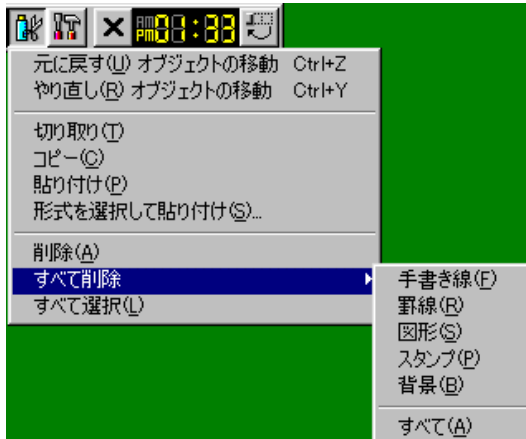 AM
PM 88:88
元に戻す(U) オブジェクトの移動 Ctrl+Z
やり直し(R) オブジェクトの移動 Ctrl+Y
切り取り(T)
コピー(C)
貼り付け(P)
形式を選択して貼り付け(S)...
削除(A)
すべて削除
すべて選択(L)
手書き線(F)
罫線(R)
図形(S)
スタンプ(P)
背景(B)
すべて(A)